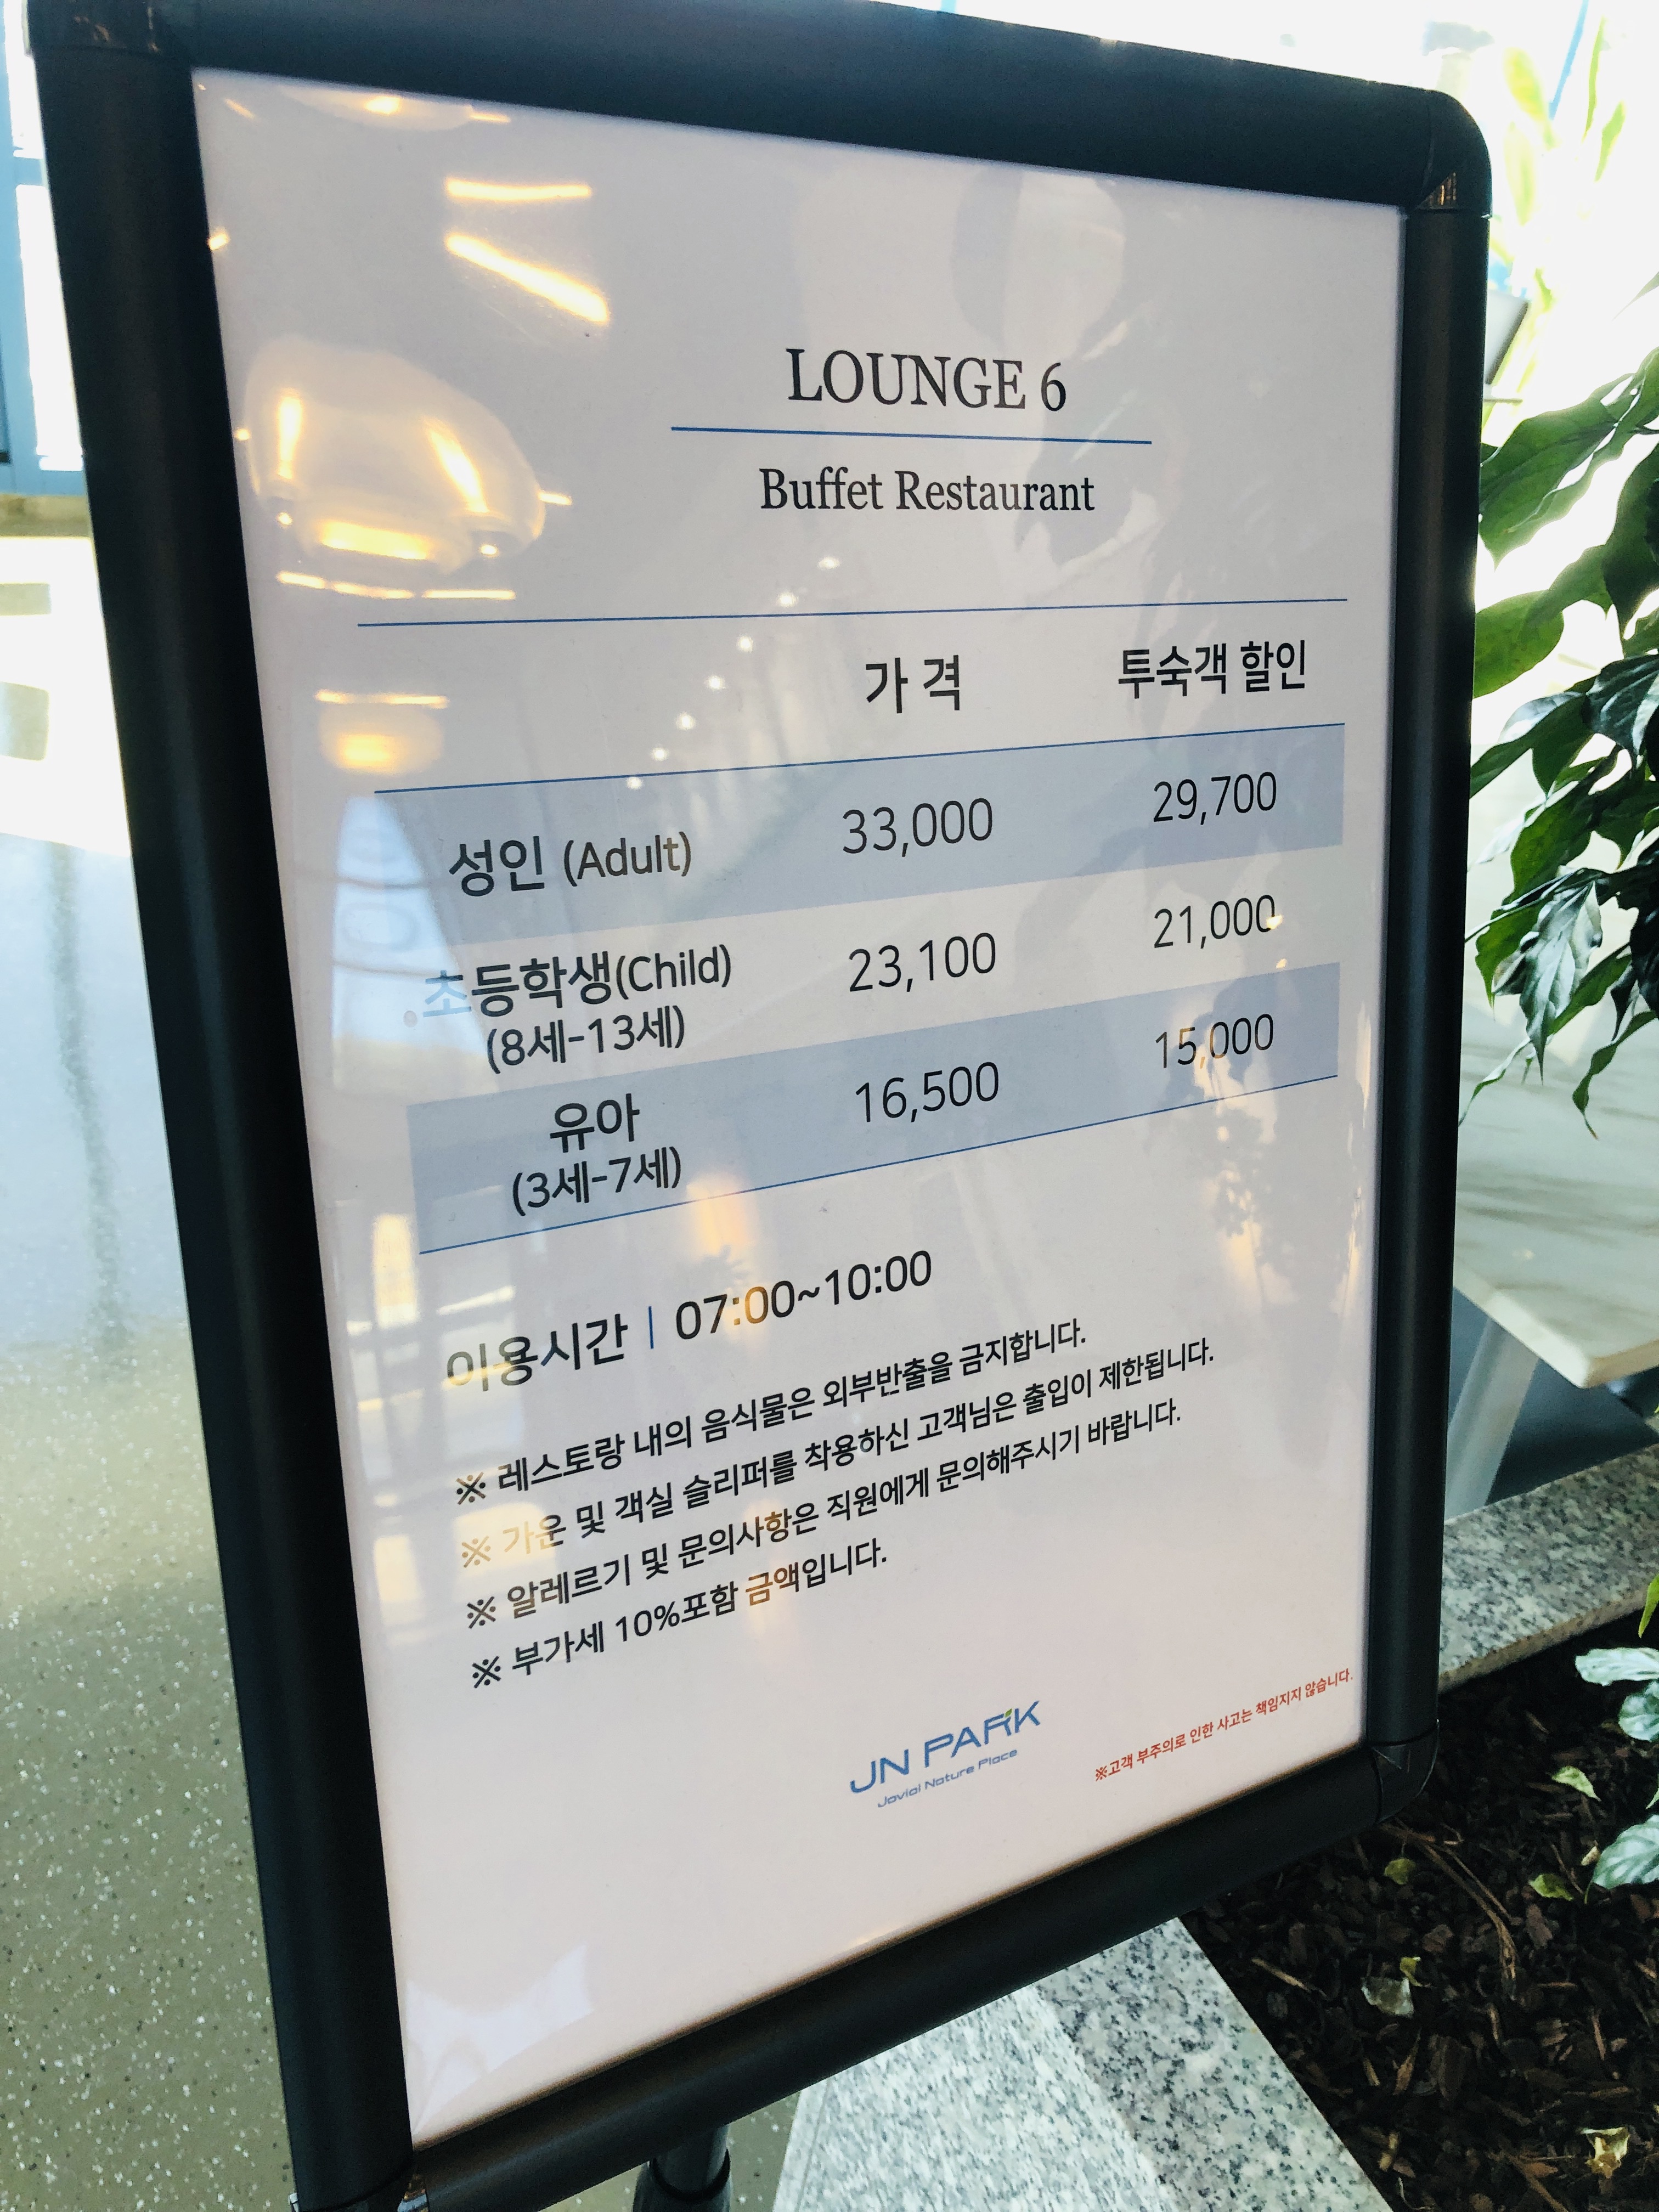 LOUNGE 6
Buffet Restaurant
가 격 투숙객 할인
성인 (Adult) 33,000 29,700
초등학생(Child) 23,100 21,000
(8세-13세)
유아 16,500 15,000
(3세-7세)
이용시간 | 07:00~10:00
※ 레스토랑 내의 음식물은 외부반출을 금지합니다.
※ 가운 및 객실 슬리퍼를 착용하신 고객님은 출입이 제한됩니다.
※ 알레르기 및 문의사항은 직원에게 문의해주시기 바랍니다.
※ 부가세 10%포함 금액입니다.
JN PARK
Jovial Nature Place
※고객 부주의로 인한 사고는 책임지지 않습니다.